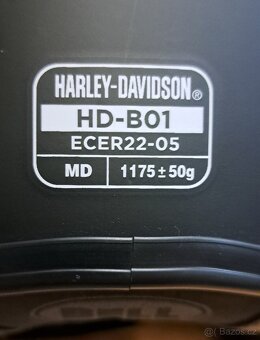 HARLEY-DAVIDSON®
HD-B01
ECER22-05
MD 1175±50g
Bazos.cz